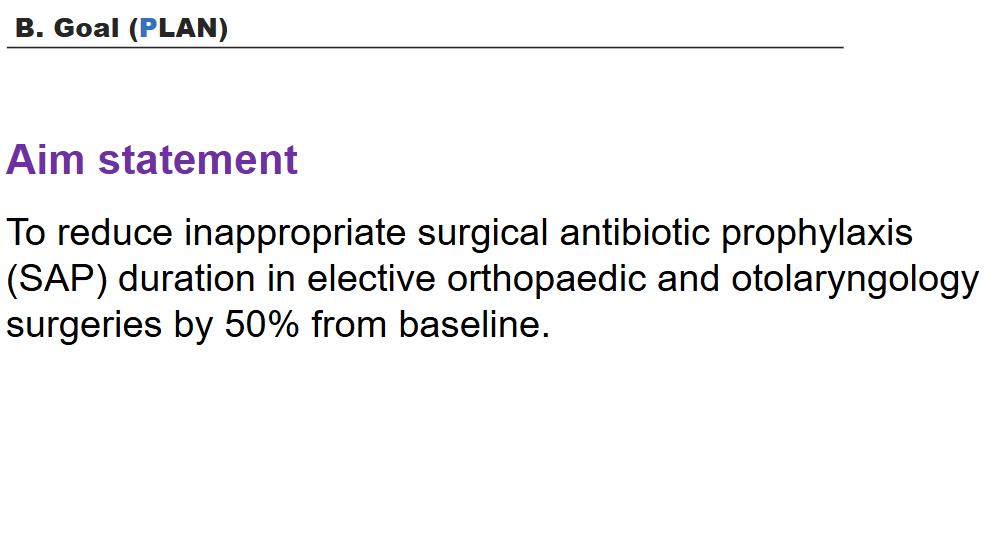 B. Goal (PLAN)
Aim statement
To reduce inappropriate surgical antibiotic prophylaxis
(SAP) duration in elective orthopaedic and otolaryngology
surgeries by 50% from baseline.